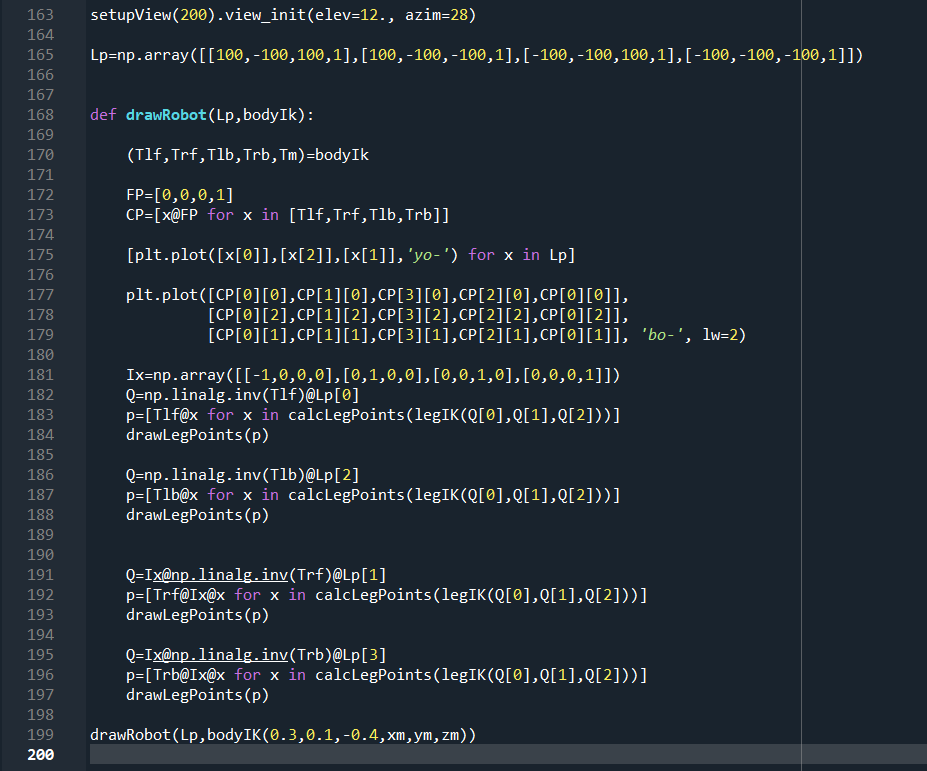 163 setupView(200).view_init(elev=12., azim=28)
164
165 Lp=np.array([[100,-100,100,1],[100,-100,-100,1],[-100,-100,100,1],[-100,-100,-100,1]])
166
167
168 def drawRobot(Lp,bodyIk):
169
170     (Tlf,Trf,Tlb,Trb,Tm)=bodyIk
171
172     FP=[0,0,0,1]
173     CP=[x@FP for x in [Tlf,Trf,Tlb,Trb]]
174
175     [plt.plot([x[0]],[x[2]],[x[1]],'yo-') for x in Lp]
176
177     plt.plot([CP[0][0],CP[1][0],CP[3][0],CP[2][0],CP[0][0]],
178              [CP[0][2],CP[1][2],CP[3][2],CP[2][2],CP[0][2]],
179              [CP[0][1],CP[1][1],CP[3][1],CP[2][1],CP[0][1]], 'bo-', lw=2)
180
181     Ix=np.array([[-1,0,0,0],[0,1,0,0],[0,0,1,0],[0,0,0,1]])
182     Q=np.linalg.inv(Tlf)@Lp[0]
183     p=[Tlf@x for x in calcLegPoints(legIK(Q[0],Q[1],Q[2]))]
184     drawLegPoints(p)
185
186     Q=np.linalg.inv(Tlb)@Lp[2]
187     p=[Tlb@x for x in calcLegPoints(legIK(Q[0],Q[1],Q[2]))]
188     drawLegPoints(p)
189
190
191     Q=Ix@np.linalg.inv(Trf)@Lp[1]
192     p=[Trf@Ix@x for x in calcLegPoints(legIK(Q[0],Q[1],Q[2]))]
193     drawLegPoints(p)
194
195     Q=Ix@np.linalg.inv(Trb)@Lp[3]
196     p=[Trb@Ix@x for x in calcLegPoints(legIK(Q[0],Q[1],Q[2]))]
197     drawLegPoints(p)
198
199 drawRobot(Lp,bodyIK(0.3,0.1,-0.4,xm,ym,zm))
200